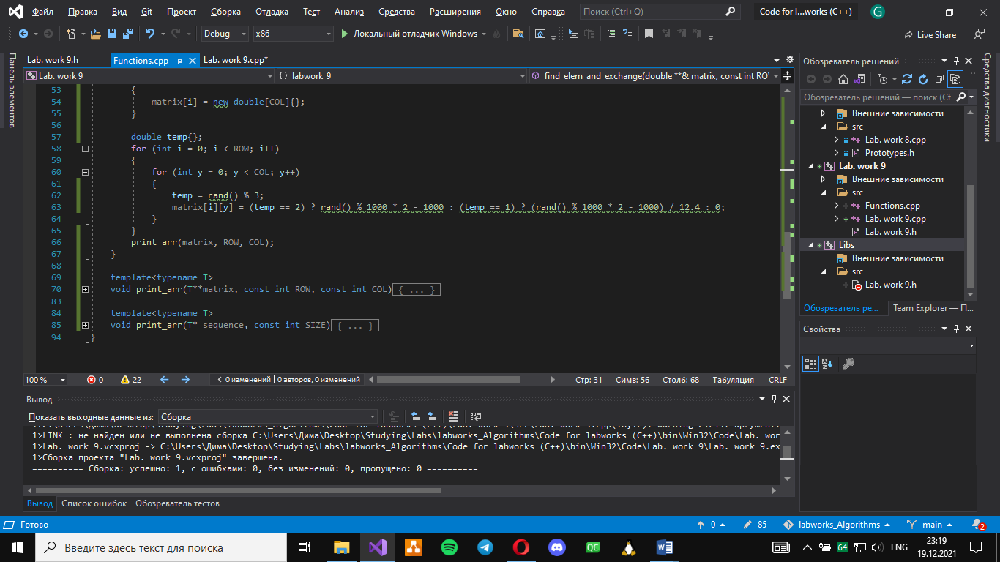 Файл Правка Вид Git Проект Сборка Отладка Тест Анализ Средства Расширения Окно Справка Поиск (Ctrl+Q) Code for l...works (C++) G
Debug x86 Локальный отладчик Windows Live Share
Панель элементов
Lab. work 9.h Functions.cpp Lab. work 9.cpp*
Lab. work 9 { } labwork_9 find_elem_and_exchange(double **& matrix, const int ROW
53 {
54 matrix[i] = new double[COL]{};
55 }
56
57 double temp{};
58 for (int i = 0; i < ROW; i++)
59 {
60 for (int y = 0; y < COL; y++)
61 {
62 temp = rand() % 3;
63 matrix[i][y] = (temp == 2) ? rand() % 1000 * 2 - 1000 : (temp == 1) ? (rand() % 1000 * 2 - 1000) / 12.4 : 0;
64 }
65 }
66 print_arr(matrix, ROW, COL);
67 }
68
69 template<typename T>
70 void print_arr(T**matrix, const int ROW, const int COL){ ... }
83
84 template<typename T>
85 void print_arr(T* sequence, const int SIZE){ ... }
94 }
100 % 0 22 0 изменений | 0 авторов, 0 изменений Стр: 31 Симв: 56 Столб: 68 Табуляция CRLF
Вывод
Показать выходные данные из: Сборка
1>LINK : не найден или не выполнена сборка C:\Users\Дима\Desktop\Studying\Labs\labworks_Algorithms\Code for labworks (C++)\bin\Win32\Code\Lab. wor
1>Lab. work 9.vcxproj -> C:\Users\Дима\Desktop\Studying\Labs\labworks_Algorithms\Code for labworks (C++)\bin\Win32\Code\Lab. work 9\Lab. work 9.ex
1>Сборка проекта "Lab. work 9.vcxproj" завершена.
========== Сборка: успешно: 1, с ошибками: 0, без изменений: 0, пропущено: 0 ==========
Вывод Список ошибок Обозреватель тестов
Обозреватель решений
Обозреватель решений — поиск (Ct
Внешние зависимости
src
Lab. work 8.cpp
Prototypes.h
Lab. work 9
Внешние зависимости
src
Functions.cpp
Lab. work 9.cpp
Lab. work 9.h
Libs
Внешние зависимости
src
Lab. work 9.h
Обозреватель ре... Team Explorer — П...
Свойства
Средства диагностики
Готово 0 85 labworks_Algorithms main 2
Введите здесь текст для поиска QC 64 ENG 23:19
19.12.2021